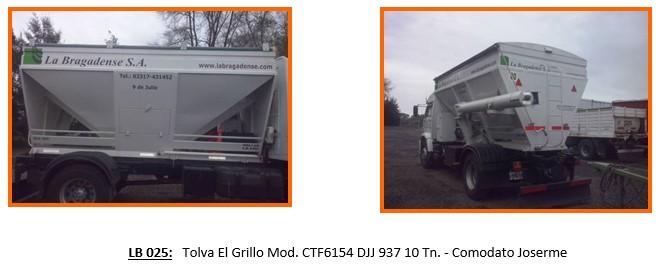 La Bragadense S.A.
Tel.: 02317-431452
www.labragadense.com
9 de Julio
La Bragadense S.A.
20
LB 025: Tolva El Grillo Mod. CTF6154 DJJ 937 10 Tn. - Comodato Joserme